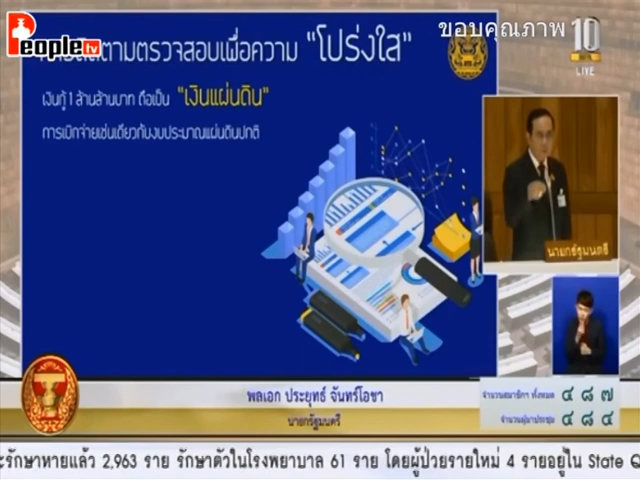 People tv
ขอบคุณภาพ
10
LIVE
ติดตามตรวจสอบเพื่อความ "โปร่งใส"
เงินกู้ 1 ล้านล้านบาท ถือเป็น "เงินแผ่นดิน"
การเบิกจ่ายเช่นเดียวกับงบประมาณแผ่นดินปกติ
นายกรัฐมนตรี
พลเอก ประยุทธ์ จันทร์โอชา
นายกรัฐมนตรี
จำนวนสมาชิกฯ ทั้งหมด ๔๘๗
จำนวนผู้มาประชุม ๔๘๔
ะรักษาหายแล้ว 2,963 ราย รักษาตัวในโรงพยาบาล 61 ราย โดยผู้ป่วยรายใหม่ 4 รายอยู่ใน State Q